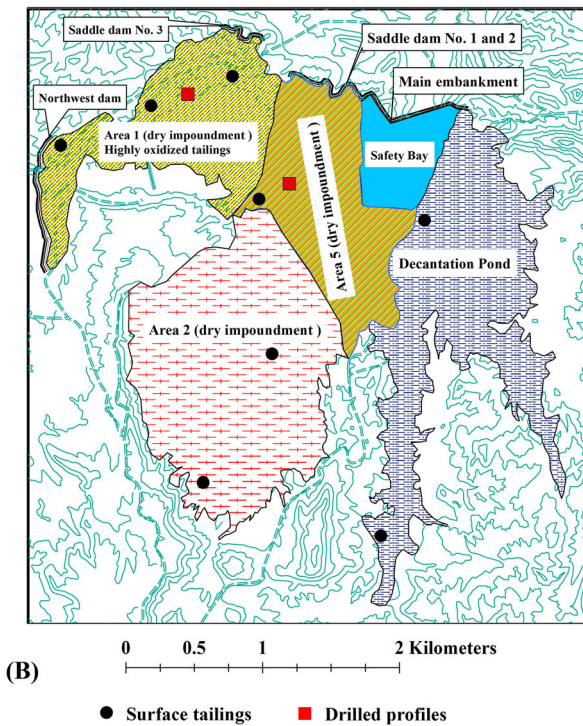 Saddle dam No. 3
Saddle dam No. 1 and 2
Main embankment
Northwest dam
Area 1 (dry impoundment )
Highly oxidized tailings
Safety Bay
Area 5 (dry impoundment )
Decantation Pond
Area 2 (dry impoundment )
0 0.5 1 2 Kilometers
(B)
Surface tailings Drilled profiles